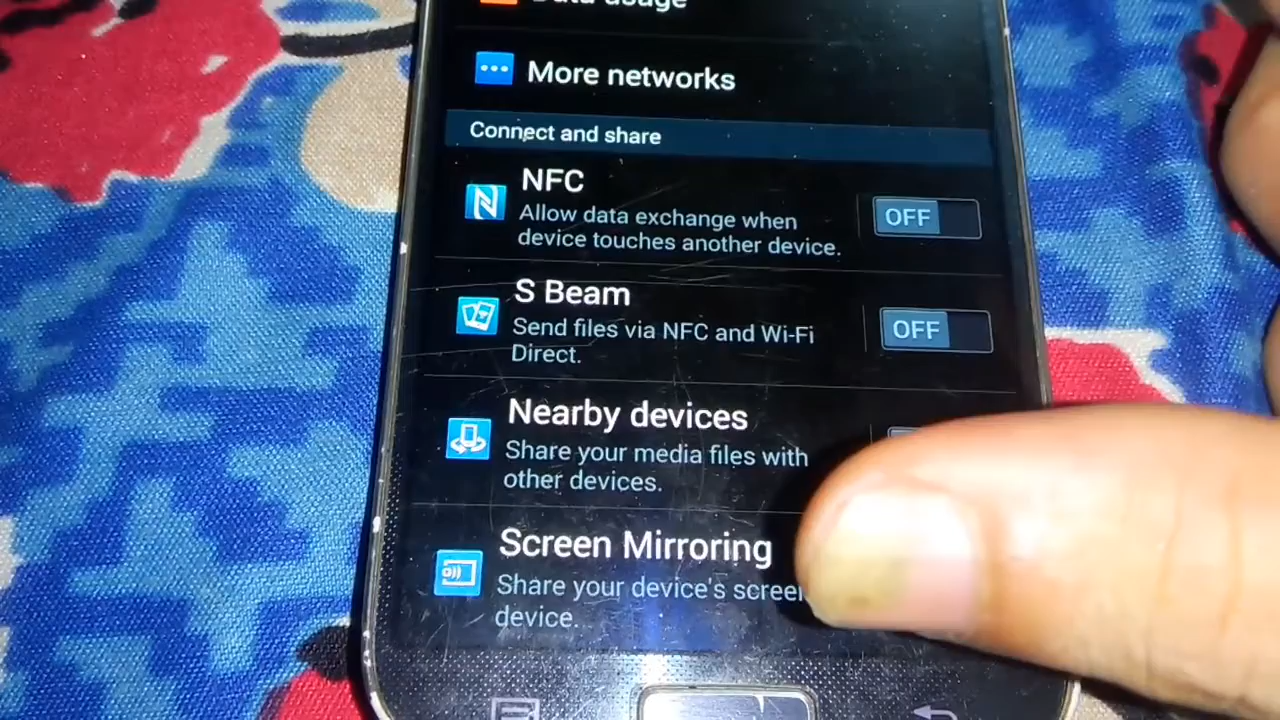 Data usage
More networks
Connect and share
NFC
Allow data exchange when
device touches another device.
OFF
S Beam
Send files via NFC and Wi-Fi
Direct.
OFF
Nearby devices
Share your media files with
other devices.
Screen Mirroring
Share your device's screen
device.